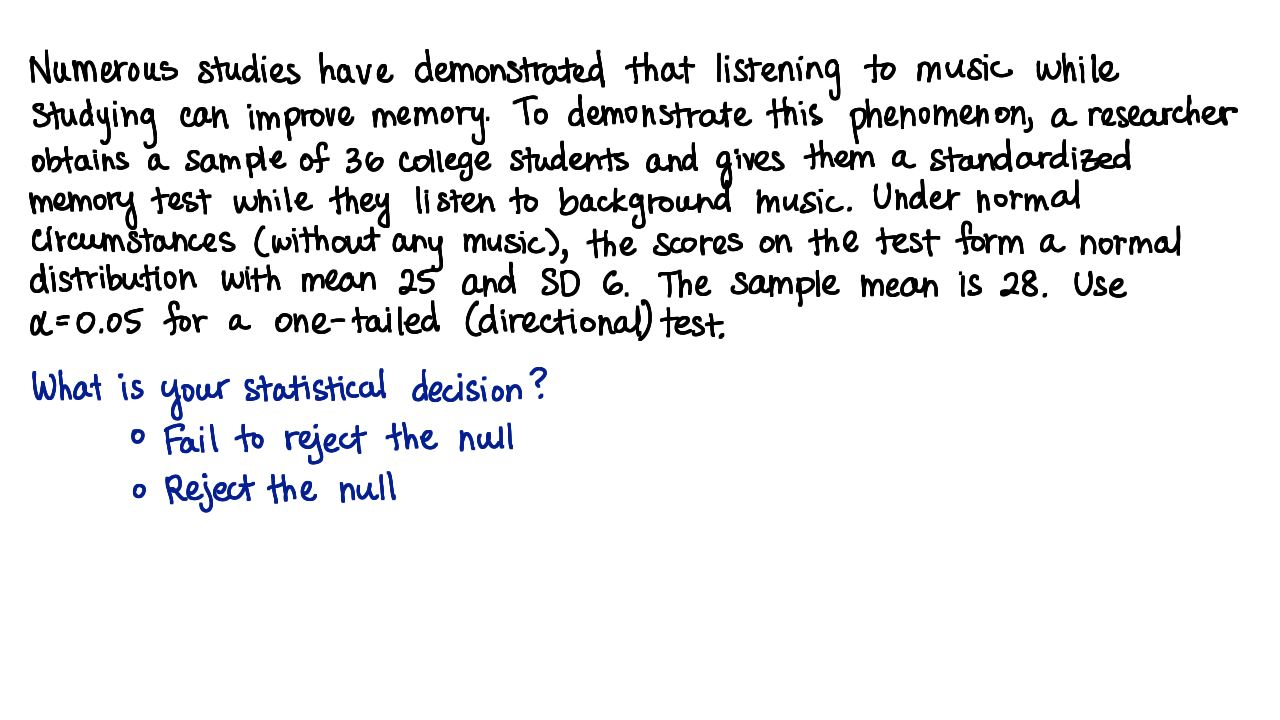 Numerous studies have demonstrated that listening to music while
studying can improve memory. To demonstrate this phenomenon, a researcher
obtains a sample of 36 college students and gives them a standardized
memory test while they listen to background music. Under normal
circumstances (without any music), the scores on the test form a normal
distribution with mean 25 and SD 6. The sample mean is 28. Use
α=0.05 for a one-tailed (directional) test.
What is your statistical decision?
○ Fail to reject the null
○ Reject the null